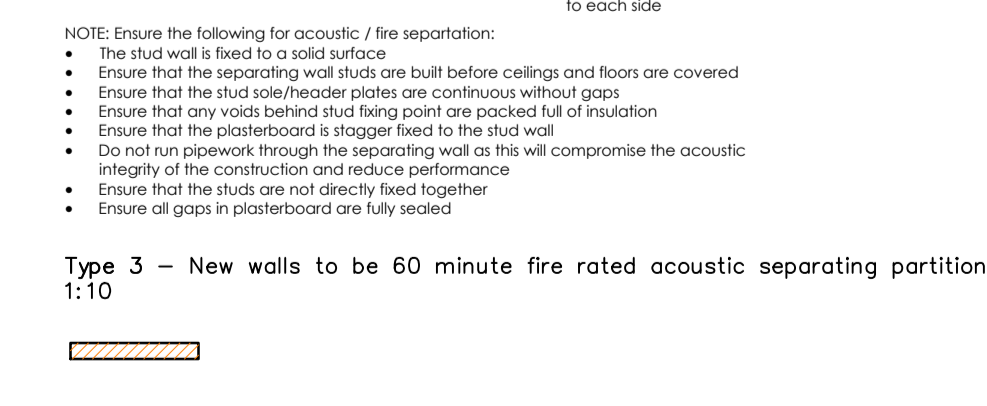 to each side
NOTE: Ensure the following for acoustic / fire separtation:
• The stud wall is fixed to a solid surface
• Ensure that the separating wall studs are built before ceilings and floors are covered
• Ensure that the stud sole/header plates are continuous without gaps
• Ensure that any voids behind stud fixing point are packed full of insulation
• Ensure that the plasterboard is stagger fixed to the stud wall
• Do not run pipework through the separating wall as this will compromise the acoustic
integrity of the construction and reduce performance
• Ensure that the studs are not directly fixed together
• Ensure all gaps in plasterboard are fully sealed
Type 3 – New walls to be 60 minute fire rated acoustic separating partition
1:10